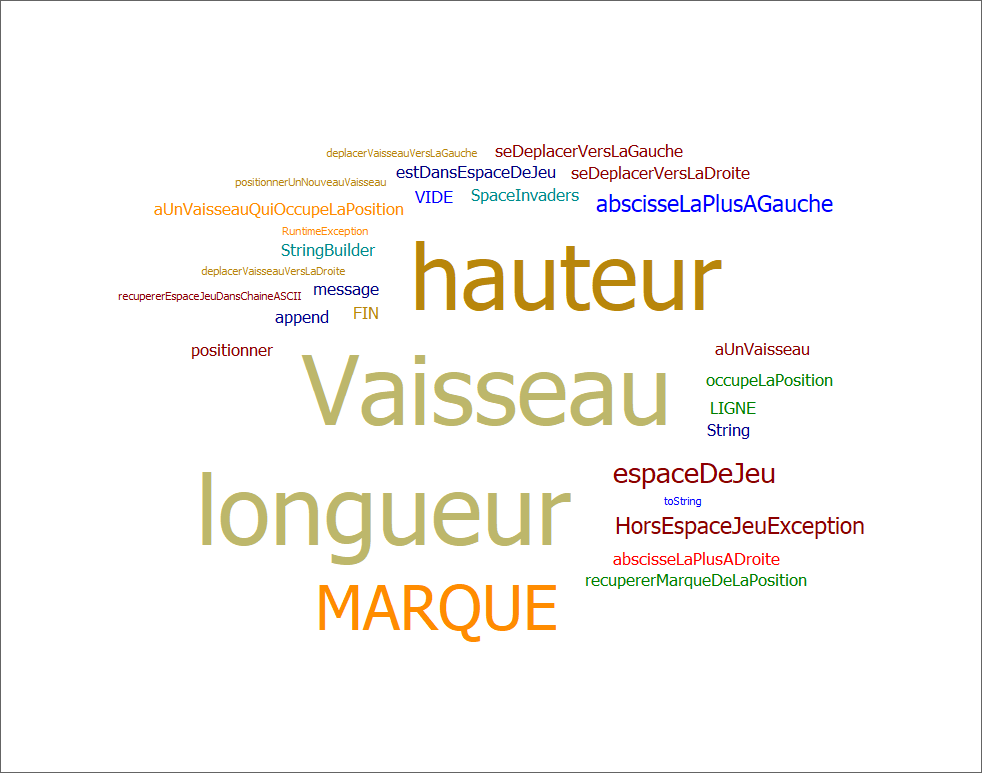 deplacerVaisseauVersLaGauche seDeplacerVersLaGauche
estDansEspaceDeJeu seDeplacerVersLaDroite
positionnerUnNouveauVaisseau
VIDE SpaceInvaders abscisseLaPlusAGauche
aUnVaisseauQuiOccupeLaPosition
RuntimeException
StringBuilder
hauteur
deplacerVaisseauVersLaDroite
recupererEspaceJeuDansChaineASCII message
append FIN
positionner aUnVaisseau
Vaisseau
occupeLaPosition
LIGNE
String
espaceDeJeu
toString
longueur
HorsEspaceJeuException
abscisseLaPlusADroite
recupererMarqueDeLaPosition
MARQUE